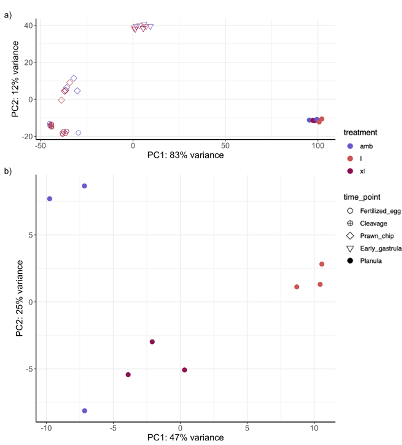 a)
PC2: 12% variance
40
20
0
-20
-50
0
50
100
PC1: 83% variance
b)
PC2: 25% variance
5
0
-5
-10
-5
0
5
10
PC1: 47% variance
treatment
amb
l
xl
time_point
Fertilized_egg
Cleavage
Prawn_chip
Early_gastrula
Planula